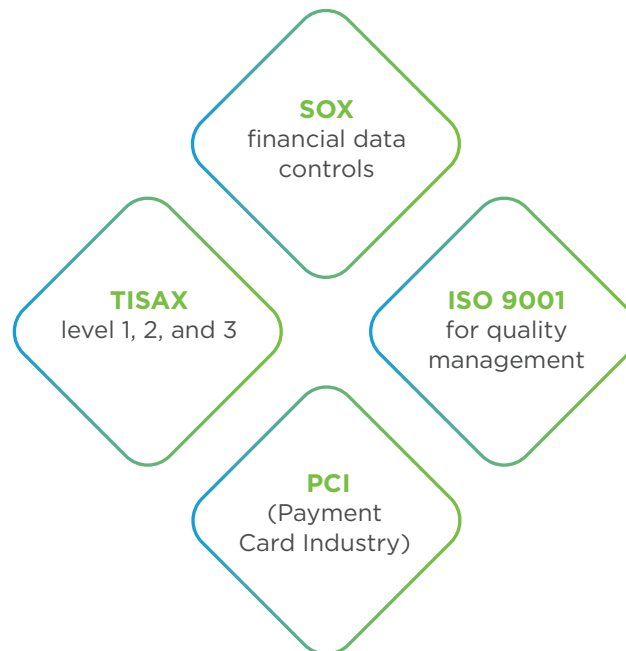 SOX
financial data
controls
TISAX
level 1, 2, and 3
ISO 9001
for quality
management
PCI
(Payment
Card Industry)